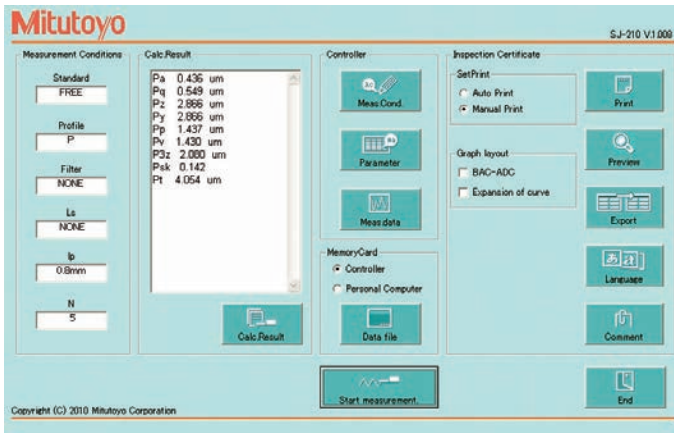 Mitutoyo
SJ-210 V.1.000
Measurement Conditions
Standard
FREE
Profile
P
Filter
NONE
Ls
NONE
lp
0.8mm
N
5
Calc.Result
Pa 0.436 um
Pq 0.549 um
Pz 2.866 um
Py 2.866 um
Pp 1.437 um
Pv 1.430 um
P3z 2.080 um
Psk 0.142
Pt 4.054 um
Calc.Result
Controller
Meas.Cond.
Parameter
Meas.data
MemoryCard
Controller
Personal Computer
Data file
Start measurement.
Inspection Certificate
SetPrint
Auto Print
Manual Print
Graph layout
BAC-ADC
Expansion of curve
Print
Preview
Export
あ a
Language
Comment
End
Copyright (C) 2010 Mitutoyo Corporation